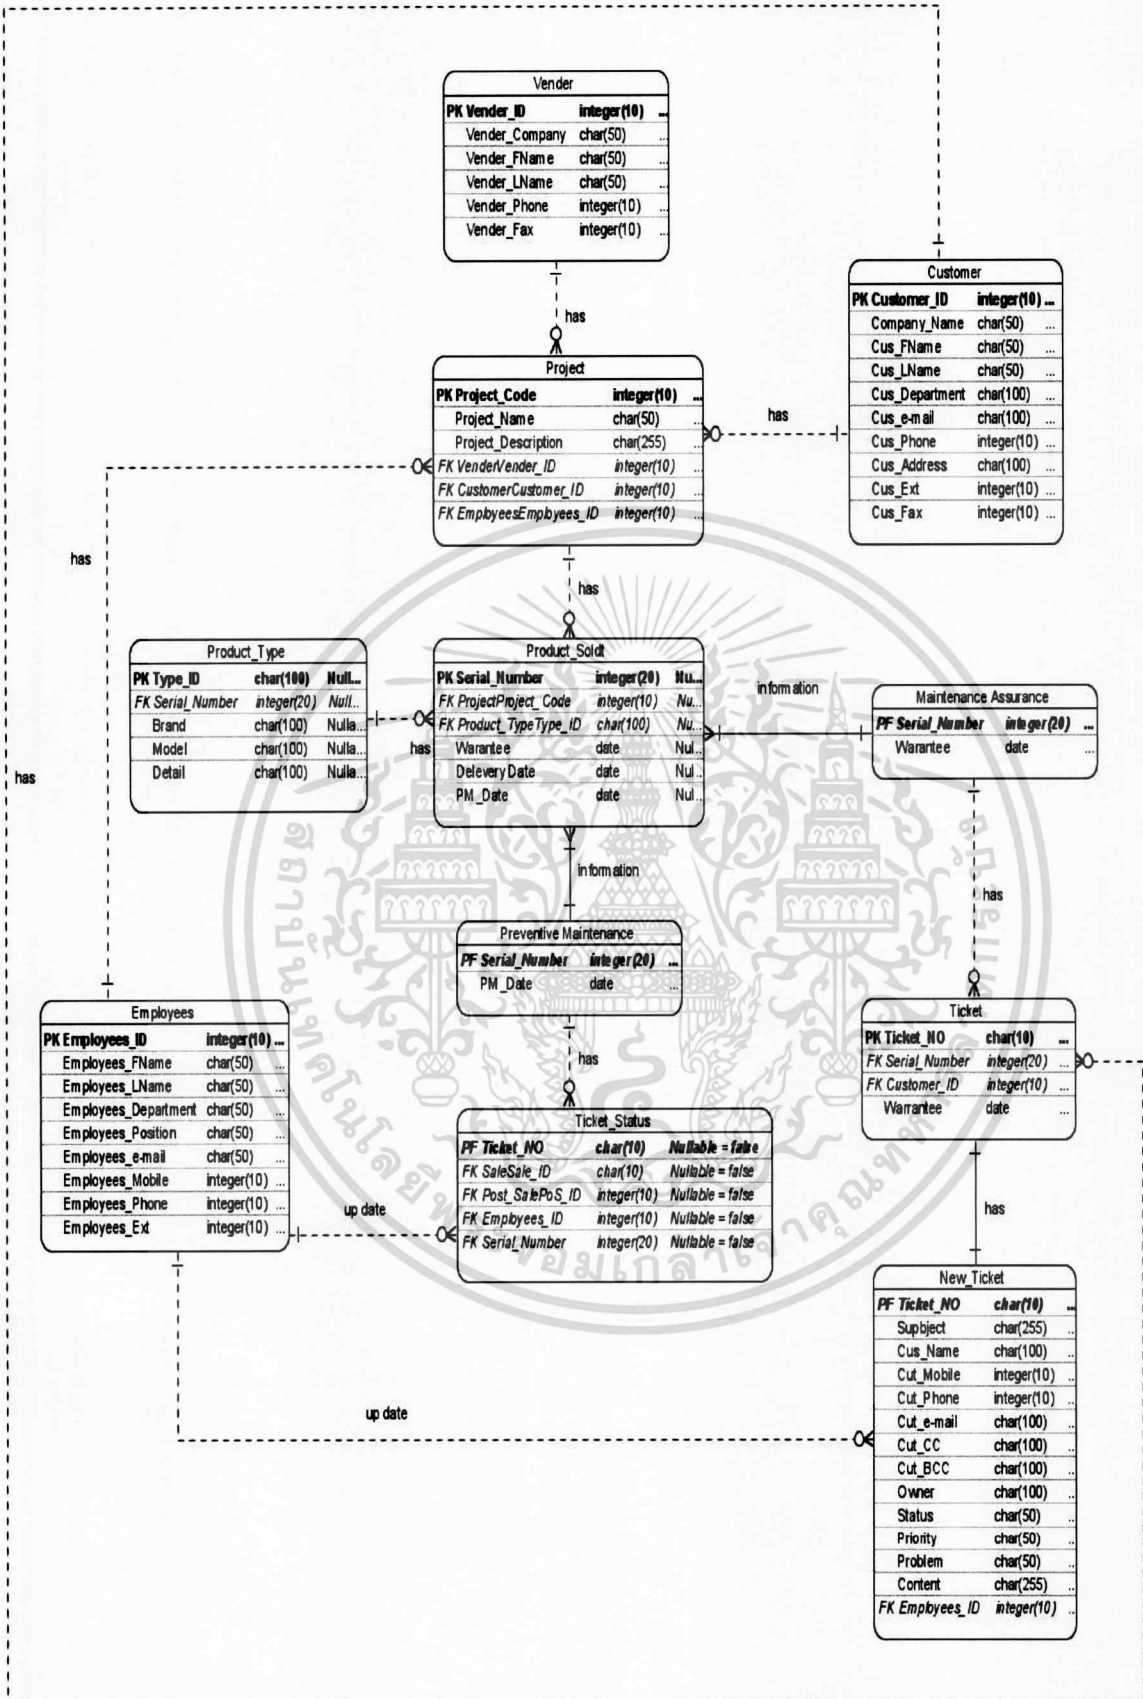 Vender
PK Vender_ID integer(10) ...
Vender_Company char(50) ...
Vender_FName char(50) ...
Vender_LName char(50) ...
Vender_Phone integer(10) ...
Vender_Fax integer(10) ...
has
Customer
PK Customer_ID integer(10) ...
Company_Name char(50) ...
Cus_FName char(50) ...
Cus_LName char(50) ...
Cus_Department char(100) ...
Cus_e-mail char(100) ...
Cus_Phone integer(10) ...
Cus_Address char(100) ...
Cus_Ext integer(10) ...
Cus_Fax integer(10) ...
Project
PK Project_Code integer(10) ...
Project_Name char(50) ...
Project_Description char(255) ...
FK VenderVender_ID integer(10) ...
FK CustomerCustomer_ID integer(10) ...
FK EmployeesEmployees_ID integer(10) ...
has
has
has
has
Product_Type
PK Type_ID char(100) Null...
FK Serial_Number integer(20) Null...
Brand char(100) Nulla...
Model char(100) Nulla...
Detail char(100) Nulla...
has
Product_Soldt
PK Serial_Number integer(20) Nu...
FK ProjectProject_Code integer(10) Nu...
FK Product_TypeType_ID char(100) Nu...
Warantee date Nul...
Delevery Date date Nul...
PM_Date date Nul...
information
Maintenance Assurance
PF Serial_Number integer(20) ...
Warantee date ...
information
has
Preventive Maintenance
PF Serial_Number integer(20) ...
PM_Date date ...
has
Employees
PK Employees_ID integer(10) ...
Employees_FName char(50) ...
Employees_LName char(50) ...
Employees_Department char(50) ...
Employees_Position char(50) ...
Employees_e-mail char(50) ...
Employees_Mobile integer(10) ...
Employees_Phone integer(10) ...
Employees_Ext integer(10) ...
up date
Ticket_Status
PF Ticket_NO char(10) Nullable = false
FK SaleSale_ID char(10) Nullable = false
FK Post_SalePoS_ID integer(10) Nullable = false
FK Employees_ID integer(10) Nullable = false
FK Serial_Number integer(20) Nullable = false
Ticket
PK Ticket_NO char(10) ...
FK Serial_Number integer(20) ...
FK Customer_ID integer(10) ...
Warrantee date ...
has
up date
New_Ticket
PF Ticket_NO char(10) ...
Supbject char(255) ...
Cus_Name char(100) ...
Cut_Mobile integer(10) ...
Cut_Phone integer(10) ...
Cut_e-mail char(100) ...
Cut_CC char(100) ...
Cut_BCC char(100) ...
Owner char(100) ...
Status char(50) ...
Priority char(50) ...
Problem char(50) ...
Content char(255) ...
FK Employees_ID integer(10) ...